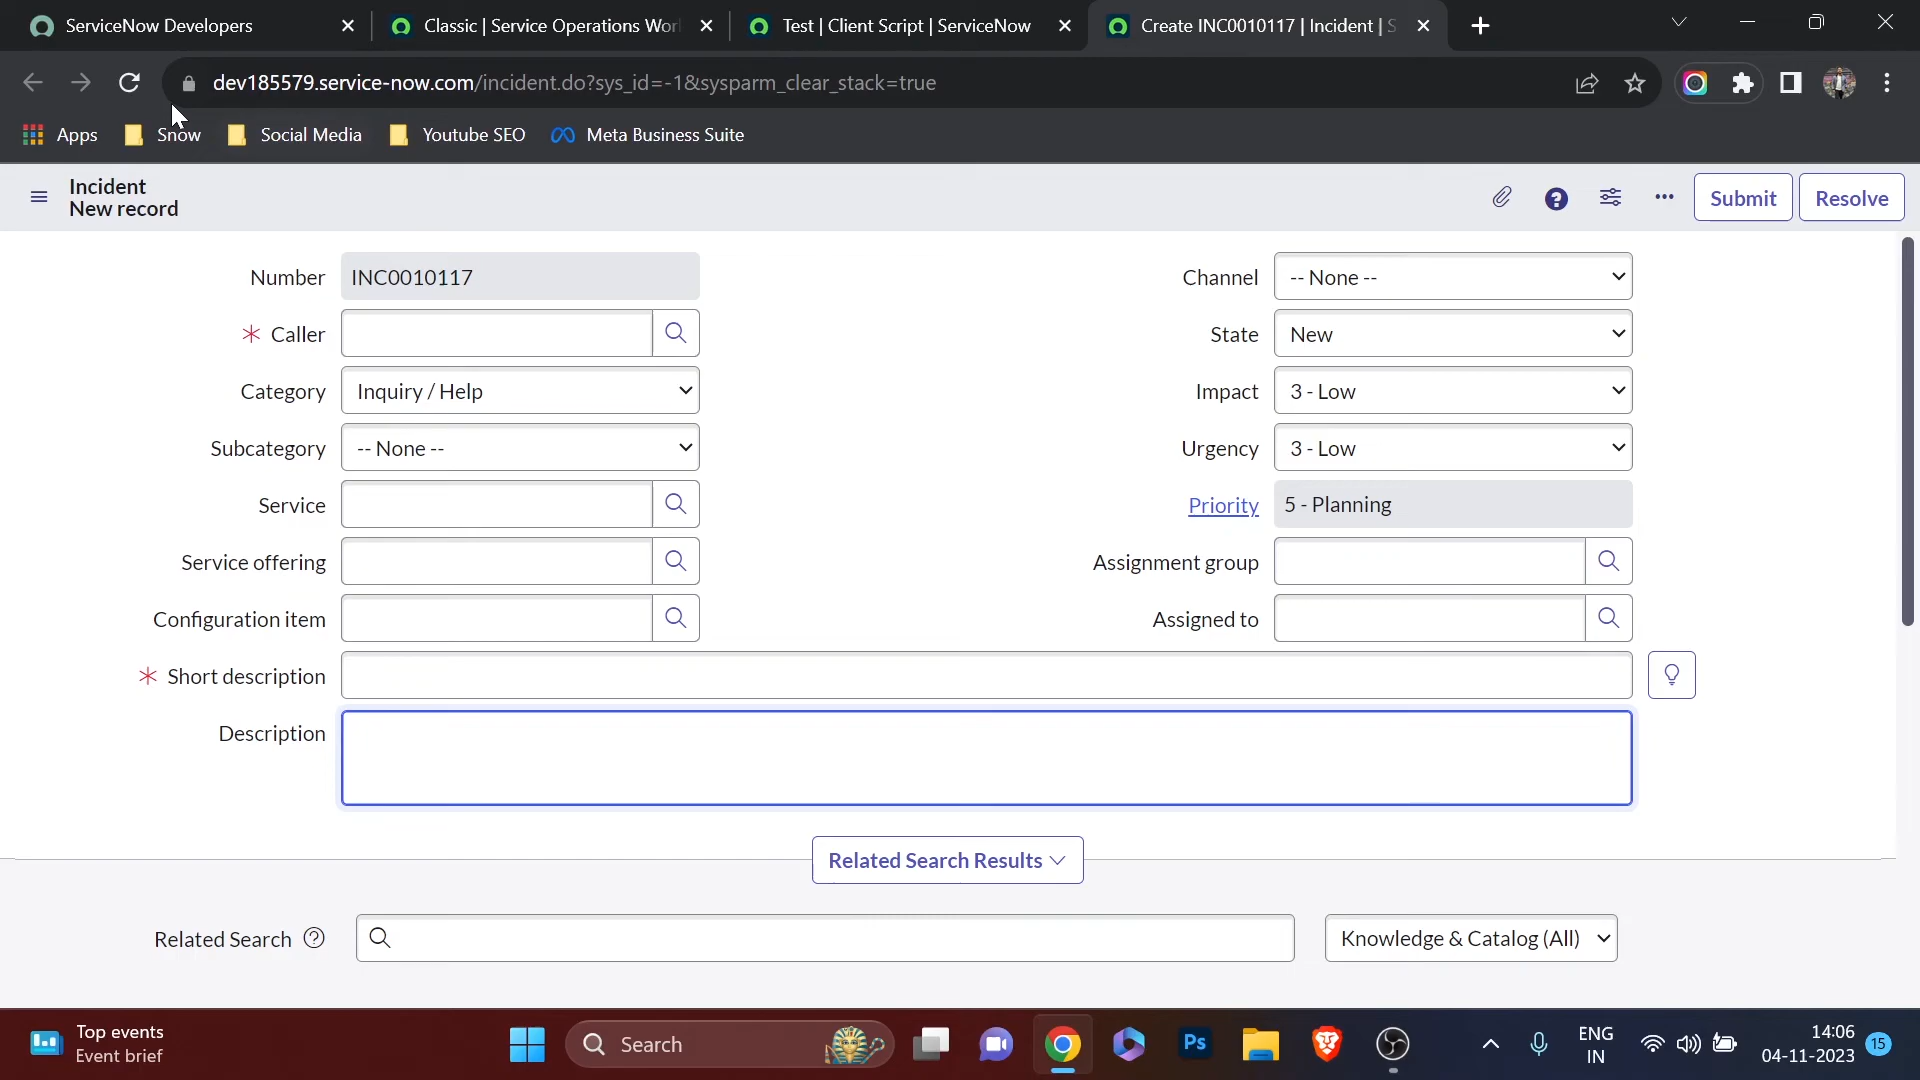 ServiceNow Developers
Classic | Service Operations Wor
Test | Client Script | ServiceNow
Create INC0010117 | Incident | S
dev185579.service-now.com/incident.do?sys_id=-1&sysparm_clear_stack=true
Apps
Snow
Social Media
Youtube SEO
Meta Business Suite
Incident
New record
Submit
Resolve
Number
INC0010117
Channel
-- None --
* Caller
State
New
Category
Inquiry / Help
Impact
3 - Low
Subcategory
-- None --
Urgency
3 - Low
Service
Priority
5 - Planning
Service offering
Assignment group
Configuration item
Assigned to
* Short description
Description
Related Search Results
Related Search
Knowledge & Catalog (All)
Top events
Event brief
Search
Ps
ENG
IN
14:06
04-11-2023
15